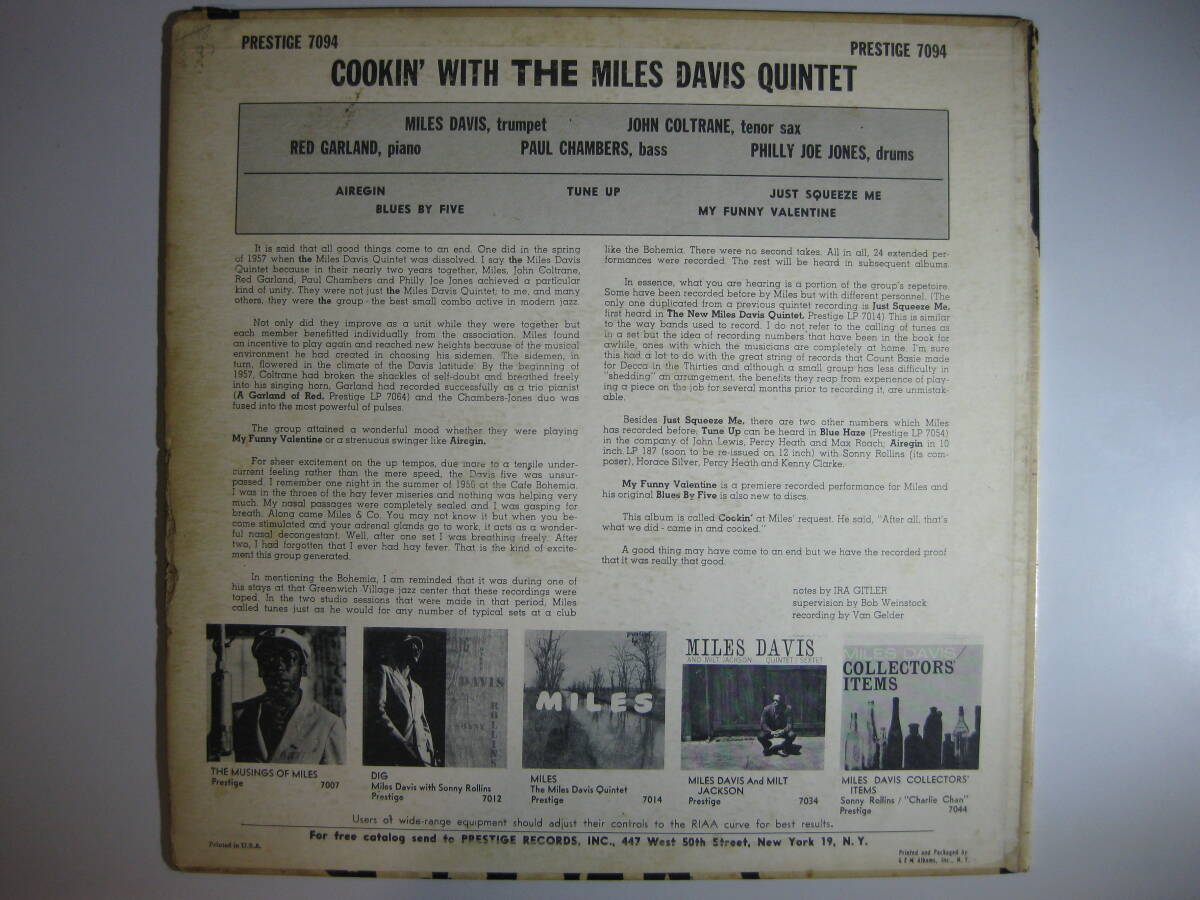 PRESTIGE 7094
PRESTIGE 7094
COOKIN' WITH THE MILES DAVIS QUINTET
MILES DAVIS, trumpet JOHN COLTRANE, tenor sax
RED GARLAND, piano PAUL CHAMBERS, bass PHILLY JOE JONES, drums
AIREGIN TUNE UP JUST SQUEEZE ME
BLUES BY FIVE MY FUNNY VALENTINE
It is said that all good things come to an end. One did in the spring
of 1957 when the Miles Davis Quintet was dissolved. I say the Miles Davis
Quintet because in their nearly two years together, Miles, John Coltrane,
Red Garland, Paul Chambers and Philly Joe Jones achieved a particular
kind of unity. They were not just the Miles Davis Quintet; to me, and many
others, they were the group - the best small combo active in modern jazz.
Not only did they improve as a unit while they were together but
each member benefitted individually from the association. Miles found
an incentive to play again and reached new heights because of the musical
environment he had created in choosing his sidemen. The sidemen, in
turn, flowered in the climate of the Davis latitude. By the beginning of
1957, Coltrane had broken the shackles of self-doubt and breathed freely
into his singing horn, Garland had recorded successfully as a trio pianist
(A Garland of Red, Prestige LP 7064) and the Chambers-Jones duo was
fused into the most powerful of pulses.
The group attained a wonderful mood whether they were playing
My Funny Valentine or a strenuous swinger like Airegin.
For sheer excitement on the up tempos, due more to a tensile under-
current feeling rather than the mere speed, the Davis five was unsur-
passed. I remember one night in the summer of 1956 at the Cafe Bohemia.
I was in the throes of the hay fever miseries and nothing was helping very
much. My nasal passages were completely sealed and I was gasping for
breath. Along came Miles & Co. You may not know it but when you be-
come stimulated and your adrenal glands go to work, it acts as a wonder-
ful nasal decongestant. Well, after one set I was breathing freely. After
two, I had forgotten that I ever had hay fever. That is the kind of excite-
ment this group generated.
In mentioning the Bohemia, I am reminded that it was during one of
his stays at that Greenwich Village jazz center that these recordings were
taped. In the two studio sessions that were made in that period, Miles
called tunes just as he would for any number of typical sets at a club
like the Bohemia. There were no second takes. All in all, 24 extended per-
formances were recorded. The rest will be heard in subsequent albums.
In essence, what you are hearing is a portion of the group's repetoire.
Some have been recorded before by Miles but with different personnel. (The
only one duplicated from a previous quintet recording is Just Squeeze Me,
first heard in The New Miles Davis Quintet, Prestige LP 7014) This is similar
to the way bands used to record. I do not refer to the calling of tunes as
in a set but the idea of recording numbers that have been in the book for
awhile, ones with which the musicians are completely at home. I'm sure
this had a lot to do with the great string of records that Count Basie made
for Decca in the Thirties and although a small group has less difficulty in
"shedding" an arrangement, the benefits they reap from experience of play-
ing a piece on the job for several months prior to recording it, are unmistak-
able.
Besides Just Squeeze Me, there are two other numbers which Miles
has recorded before. Tune Up can be heard in Blue Haze (Prestige LP 7054)
in the company of John Lewis, Percy Heath and Max Roach; Airegin in 10
inch LP 187 (soon to be re-issued on 12 inch) with Sonny Rollins (its com-
poser), Horace Silver, Percy Heath and Kenny Clarke.
My Funny Valentine is a premiere recorded performance for Miles and
his original Blues By Five is also new to discs.
This album is called Cookin' at Miles' request. He said, "After all, that's
what we did - came in and cooked."
A good thing may have come to an end but we have the recorded proof
that it was really that good.
notes by IRA GITLER
supervision by Bob Weinstock
recording by Van Gelder
DAVIS
SONNY
ROLLINS
MILES
MILES DAVIS
AND MILT JACKSON QUINTET / SEXTET
MILES DAVIS/
COLLECTORS'
ITEMS
THE MUSINGS OF MILES
Prestige 7007
DIG
Miles Davis with Sonny Rollins
Prestige 7012
MILES
The Miles Davis Quintet
Prestige 7014
MILES DAVIS And MILT
JACKSON
Prestige 7034
MILES DAVIS COLLECTORS'
ITEMS
Sonny Rollins / "Charlie Chan"
Prestige 7044
Users of wide-range equipment should adjust their controls to the RIAA curve for best results.
For free catalog send to PRESTIGE RECORDS, INC., 447 West 50th Street, New York 19, N. Y.
Printed in U.S.A.
Printed and Packaged by
G E M Albums, Inc., N. Y.